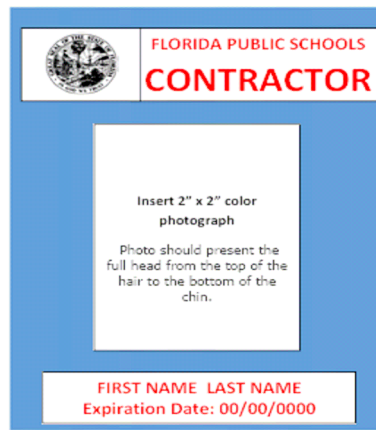 FLORIDA PUBLIC SCHOOLS
CONTRACTOR
Insert 2” x 2” color
photograph
Photo should present the
full head from the top of the
hair to the bottom of the
chin.
FIRST NAME LAST NAME
Expiration Date: 00/00/0000